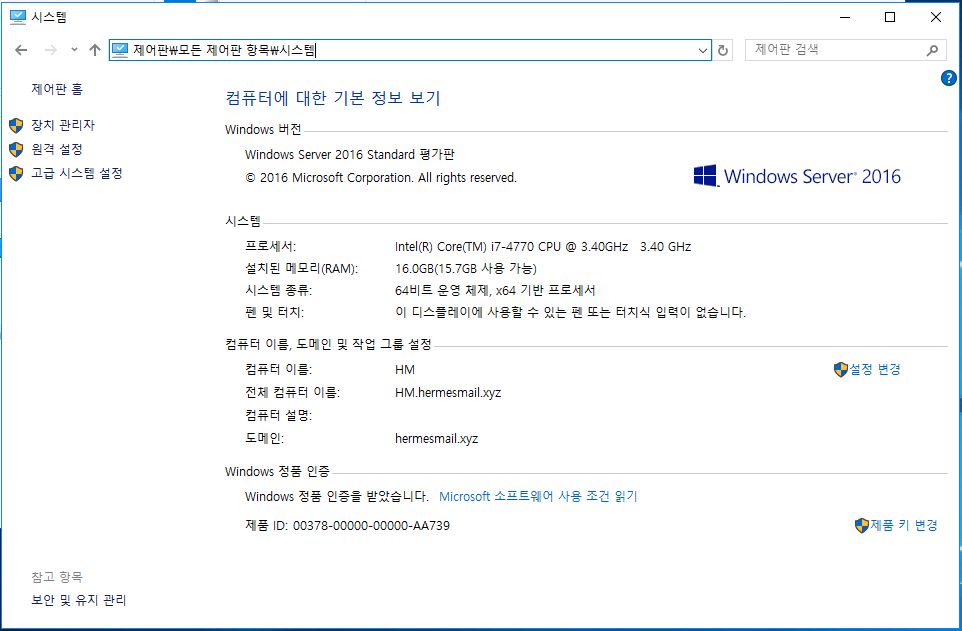 시스템
제어판₩모든 제어판 항목₩시스템
제어판 검색
제어판 홈
장치 관리자
원격 설정
고급 시스템 설정
컴퓨터에 대한 기본 정보 보기
Windows 버전
Windows Server 2016 Standard 평가판
© 2016 Microsoft Corporation. All rights reserved.
Windows Server® 2016
시스템
프로세서: Intel(R) Core(TM) i7-4770 CPU @ 3.40GHz 3.40 GHz
설치된 메모리(RAM): 16.0GB(15.7GB 사용 가능)
시스템 종류: 64비트 운영 체제, x64 기반 프로세서
펜 및 터치: 이 디스플레이에 사용할 수 있는 펜 또는 터치식 입력이 없습니다.
컴퓨터 이름, 도메인 및 작업 그룹 설정
컴퓨터 이름: HM 설정 변경
전체 컴퓨터 이름: HM.hermesmail.xyz
컴퓨터 설명:
도메인: hermesmail.xyz
Windows 정품 인증
Windows 정품 인증을 받았습니다. Microsoft 소프트웨어 사용 조건 읽기
제품 ID: 00378-00000-00000-AA739 제품 키 변경
참고 항목
보안 및 유지 관리